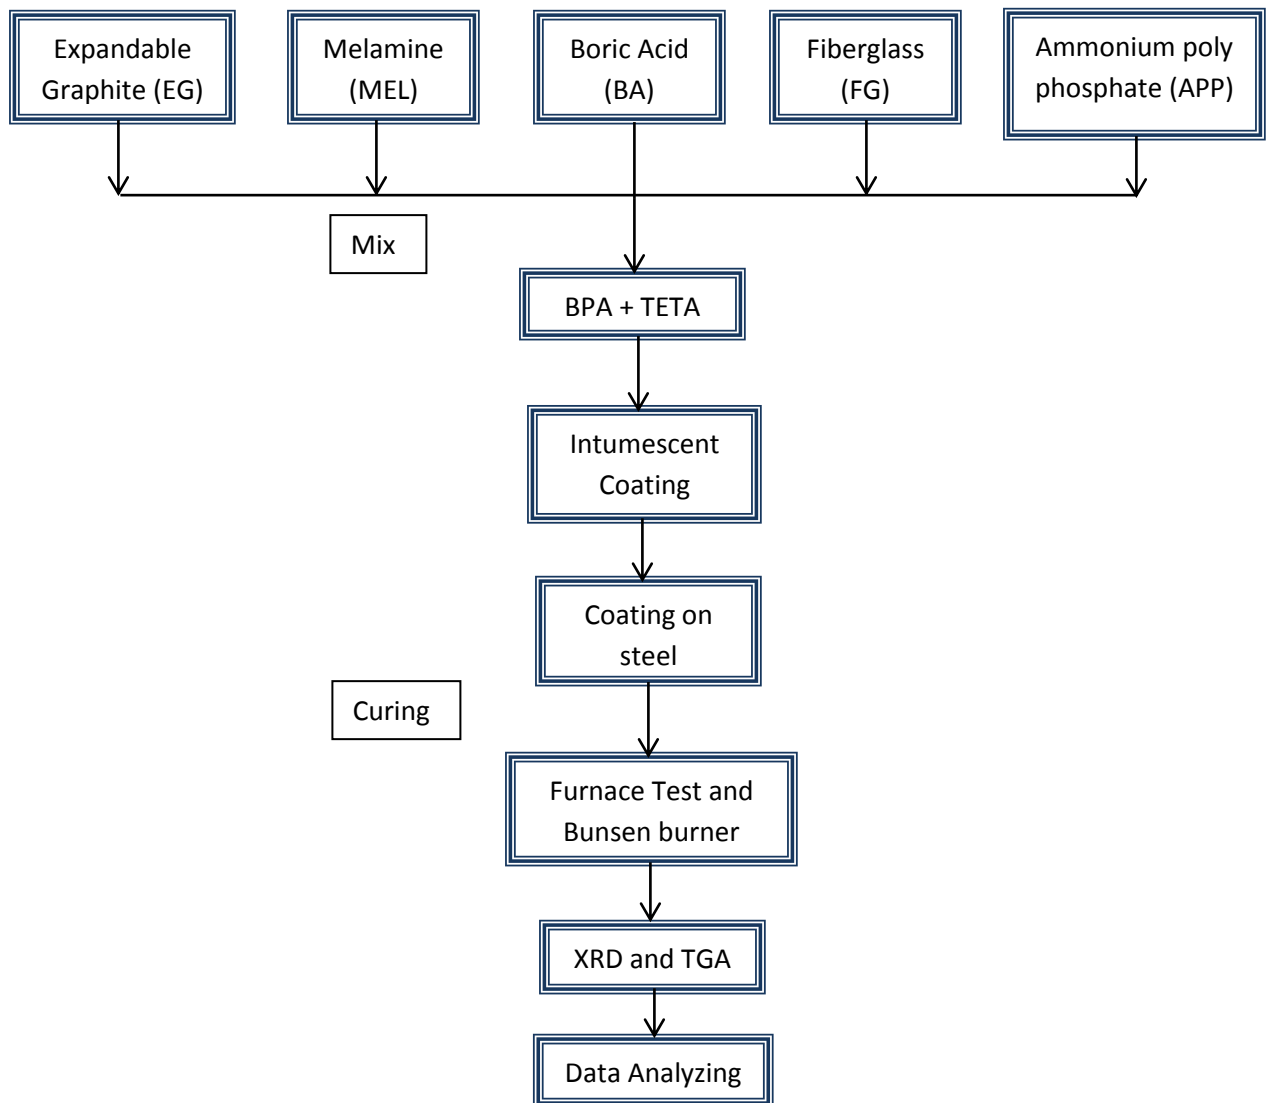 Expandable
Graphite (EG)
Melamine
(MEL)
Boric Acid
(BA)
Fiberglass
(FG)
Ammonium poly
phosphate (APP)
Mix
BPA + TETA
Intumescent
Coating
Coating on
steel
Curing
Furnace Test and
Bunsen burner
XRD and TGA
Data Analyzing